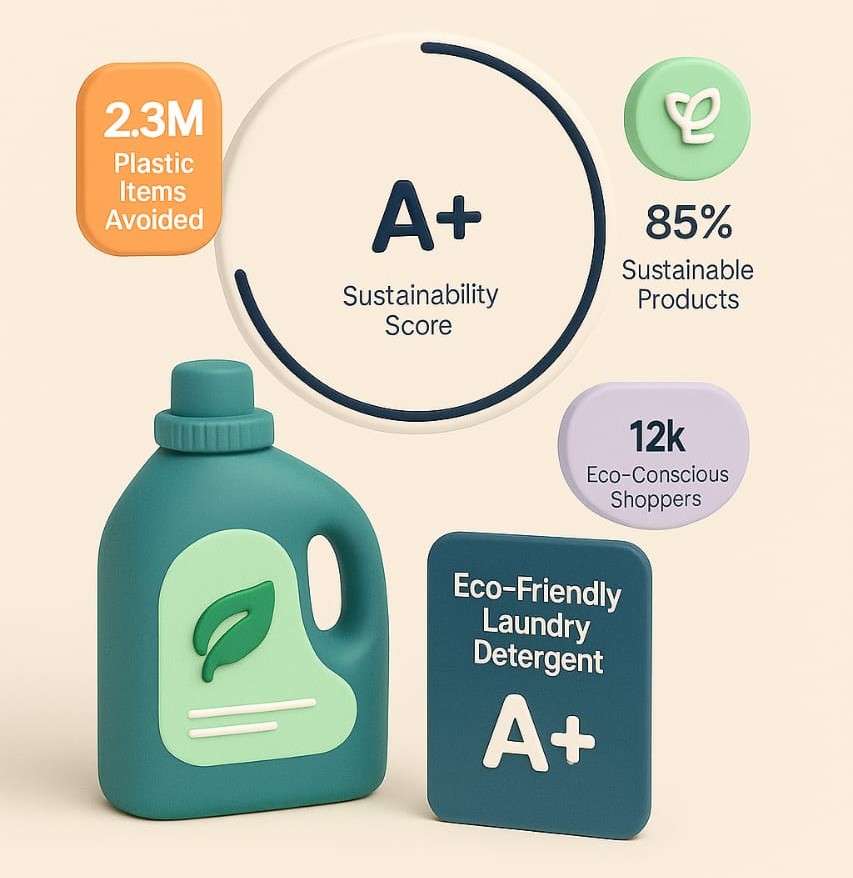 2.3M
Plastic
Items
Avoided
A+
Sustainability
Score
85%
Sustainable
Products
12k
Eco-Conscious
Shoppers
Eco-Friendly
Laundry
Detergent
A+